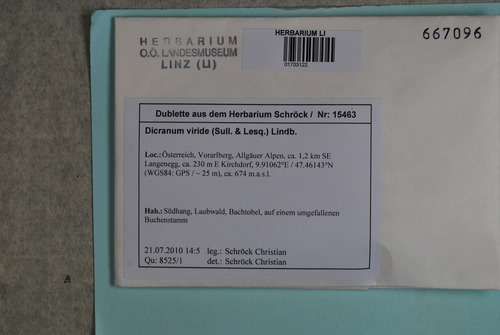 HERBARIUM
O.Ö. LANDESMUSEUM
LINZ (LI)
HERBARIUM LI
01703122
667096
Dublette aus dem Herbarium Schröck / Nr: 15463
Dicranum viride (Sull. & Lesq.) Lindb.
Loc.: Österreich, Vorarlberg, Allgäuer Alpen, ca. 1,2 km SE
Langenegg, ca. 230 m E Kirchdorf, 9.91062°E / 47.46143°N
(WGS84: GPS / ~ 25 m), ca. 674 m.a.s.l.
Hab.: Südhang, Laubwald, Bachtobel, auf einem umgefallenen
Buchenstamm
21.07.2010 14:5 leg.: Schröck Christian
Qu: 8525/1 det.: Schröck Christian